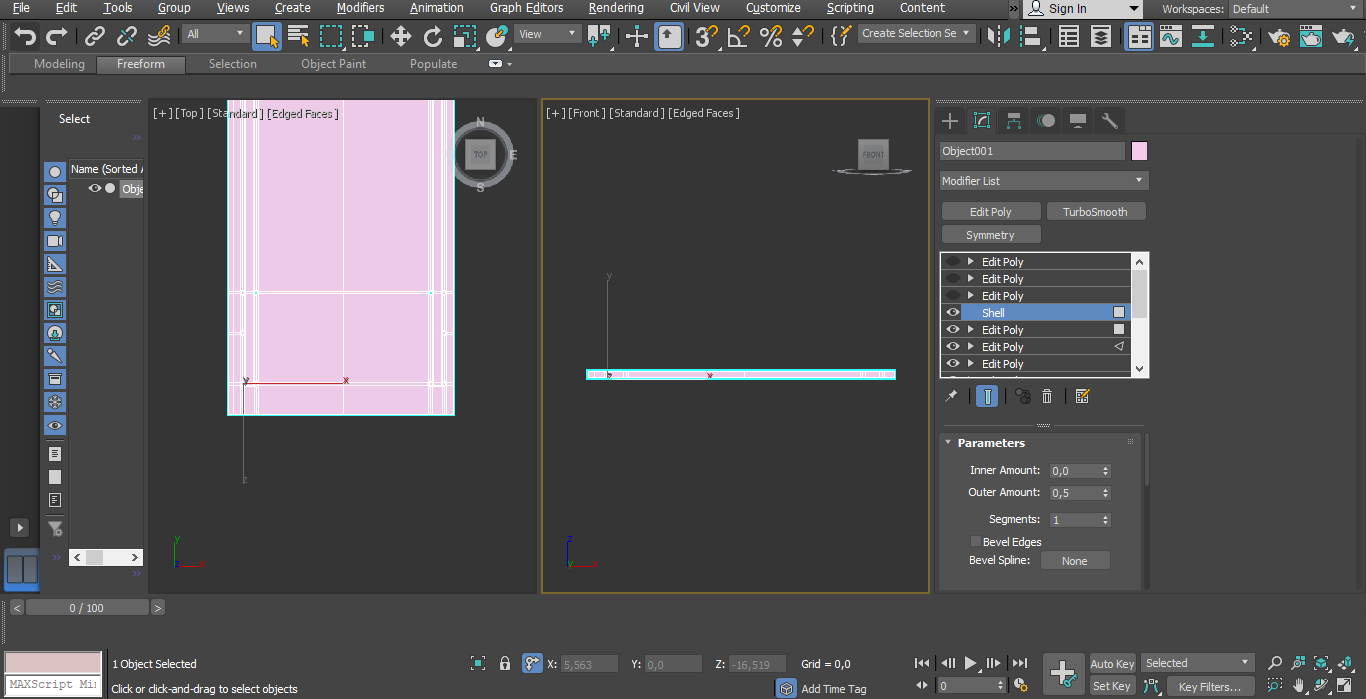 File Edit Tools Group Views Create Modifiers Animation Graph Editors Rendering Civil View Customize Scripting Content » Sign In Workspaces: Default
All View Create Selection Se
Modeling Freeform Selection Object Paint Populate
Select
»
Name (Sorted A
Obje
[+] [Top] [Standard] [Edged Faces]
N
TOP
E
S
y
x
z
y
[+] [Front] [Standard] [Edged Faces]
FRONT
y
x
z
Object001
Modifier List
Edit Poly TurboSmooth
Symmetry
Edit Poly
Edit Poly
Edit Poly
Shell
Edit Poly
Edit Poly
Edit Poly
Parameters
Inner Amount: 0,0
Outer Amount: 0,5
Segments: 1
Bevel Edges
Bevel Spline: None
< 0 / 100 >
1 Object Selected X: 5,563 Y: 0,0 Z: -16,519 Grid = 0,0 Auto Key Selected
MAXScript Mi Click or click-and-drag to select objects Add Time Tag 0 Set Key Key Filters...